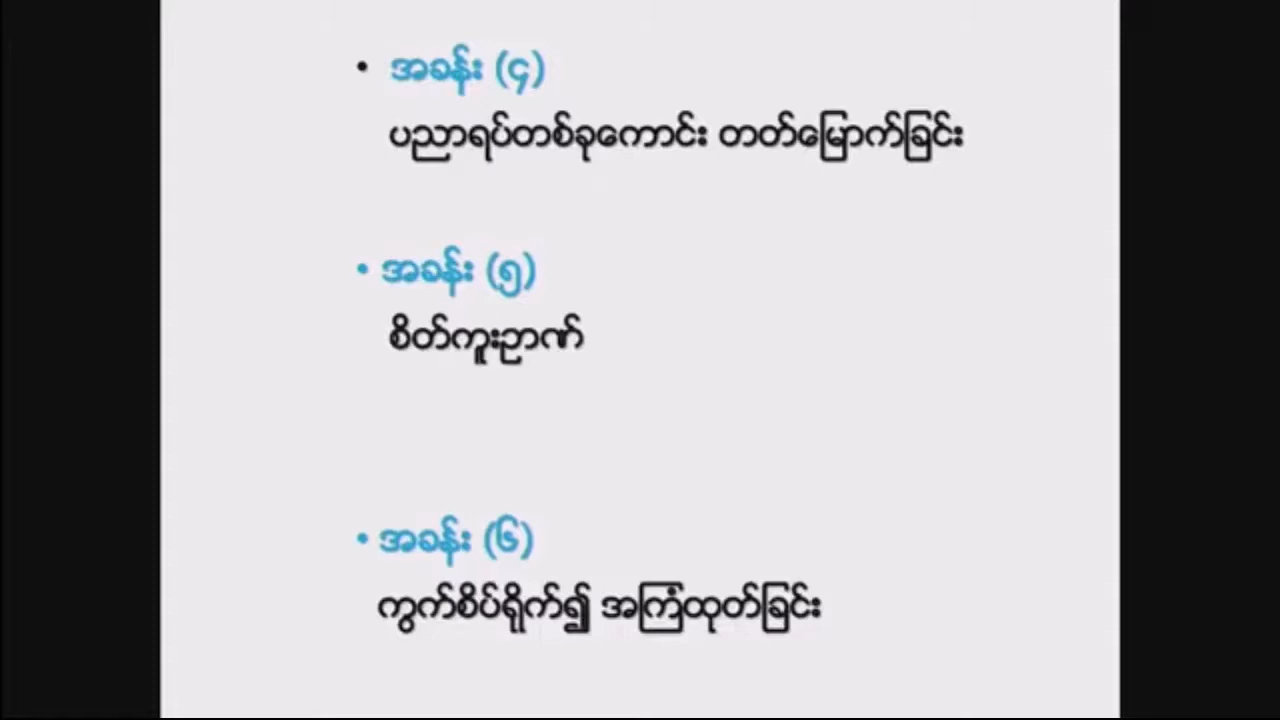 • အခန်း (၄)
ပညာရပ်တစ်ခုကောင်း တတ်မြောက်ခြင်း
• အခန်း (၅)
စိတ်ကူးဉာဏ်
• အခန်း (၆)
ကွက်စိပ်ရိုက်၍ အကြံထုတ်ခြင်း